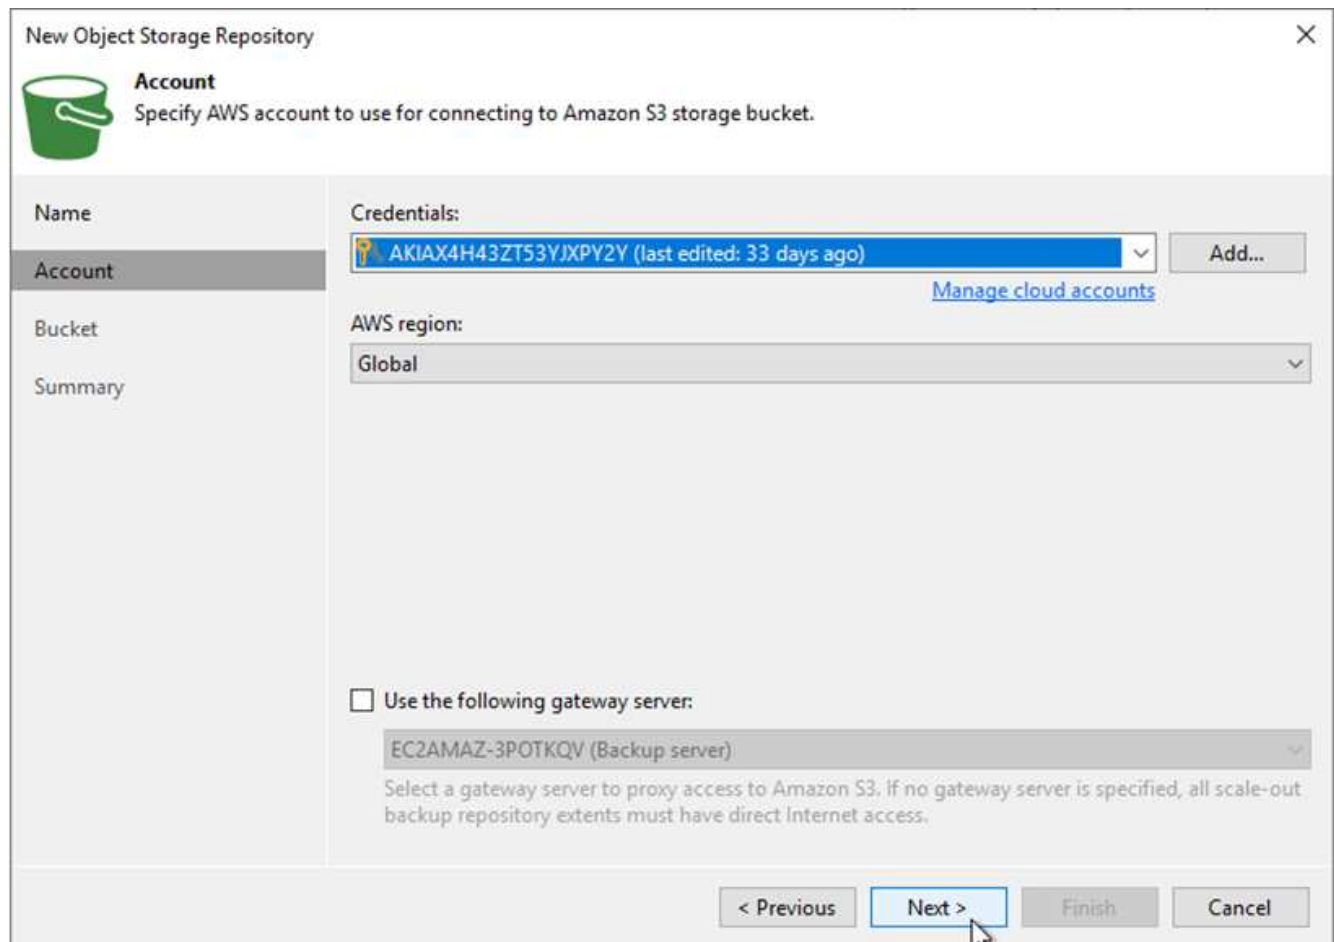 New Object Storage Repository
Account
Specify AWS account to use for connecting to Amazon S3 storage bucket.
Name
Account
Bucket
Summary
Credentials:
AKIAX4H43ZT53YJXPY2Y (last edited: 33 days ago)
Add...
Manage cloud accounts
AWS region:
Global
Use the following gateway server:
EC2AMAZ-3POTKQV (Backup server)
Select a gateway server to proxy access to Amazon S3. If no gateway server is specified, all scale-out
backup repository extents must have direct Internet access.
< Previous
Next >
Finish
Cancel